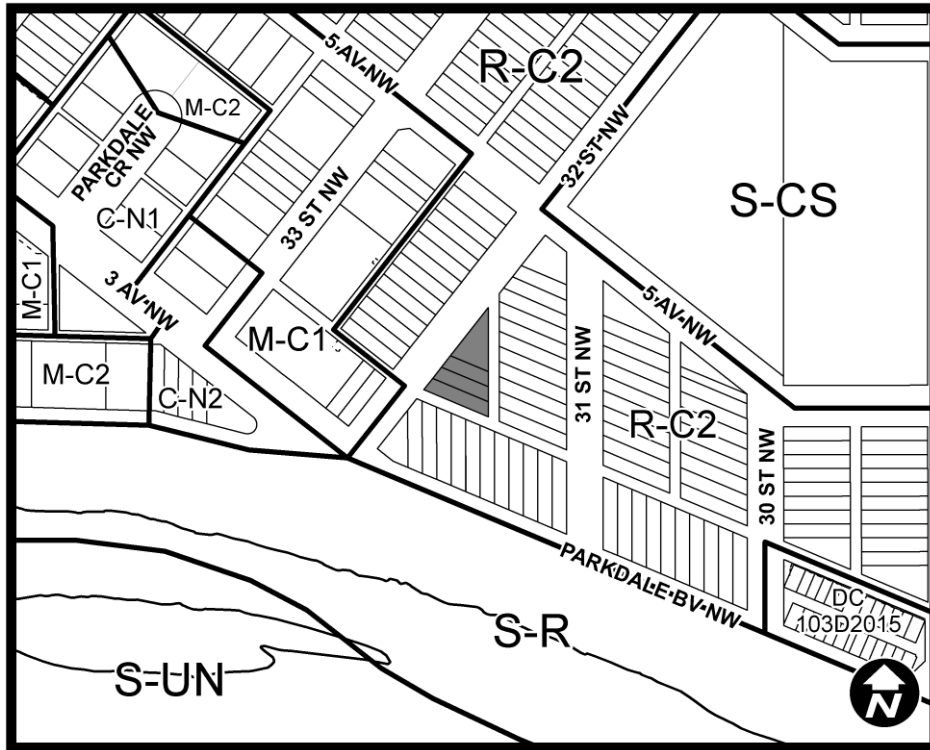 5 AV NW
R-C2
M-C2
PARKDALE
CR NW
32 ST NW
S-CS
C-N1
33 ST NW
M-C1
3 AV NW
5 AV NW
M-C1
M-C2
C-N2
31 ST NW
R-C2
30 ST NW
PARKDALE BV NW
DC
103D2015
S-R
S-UN
N